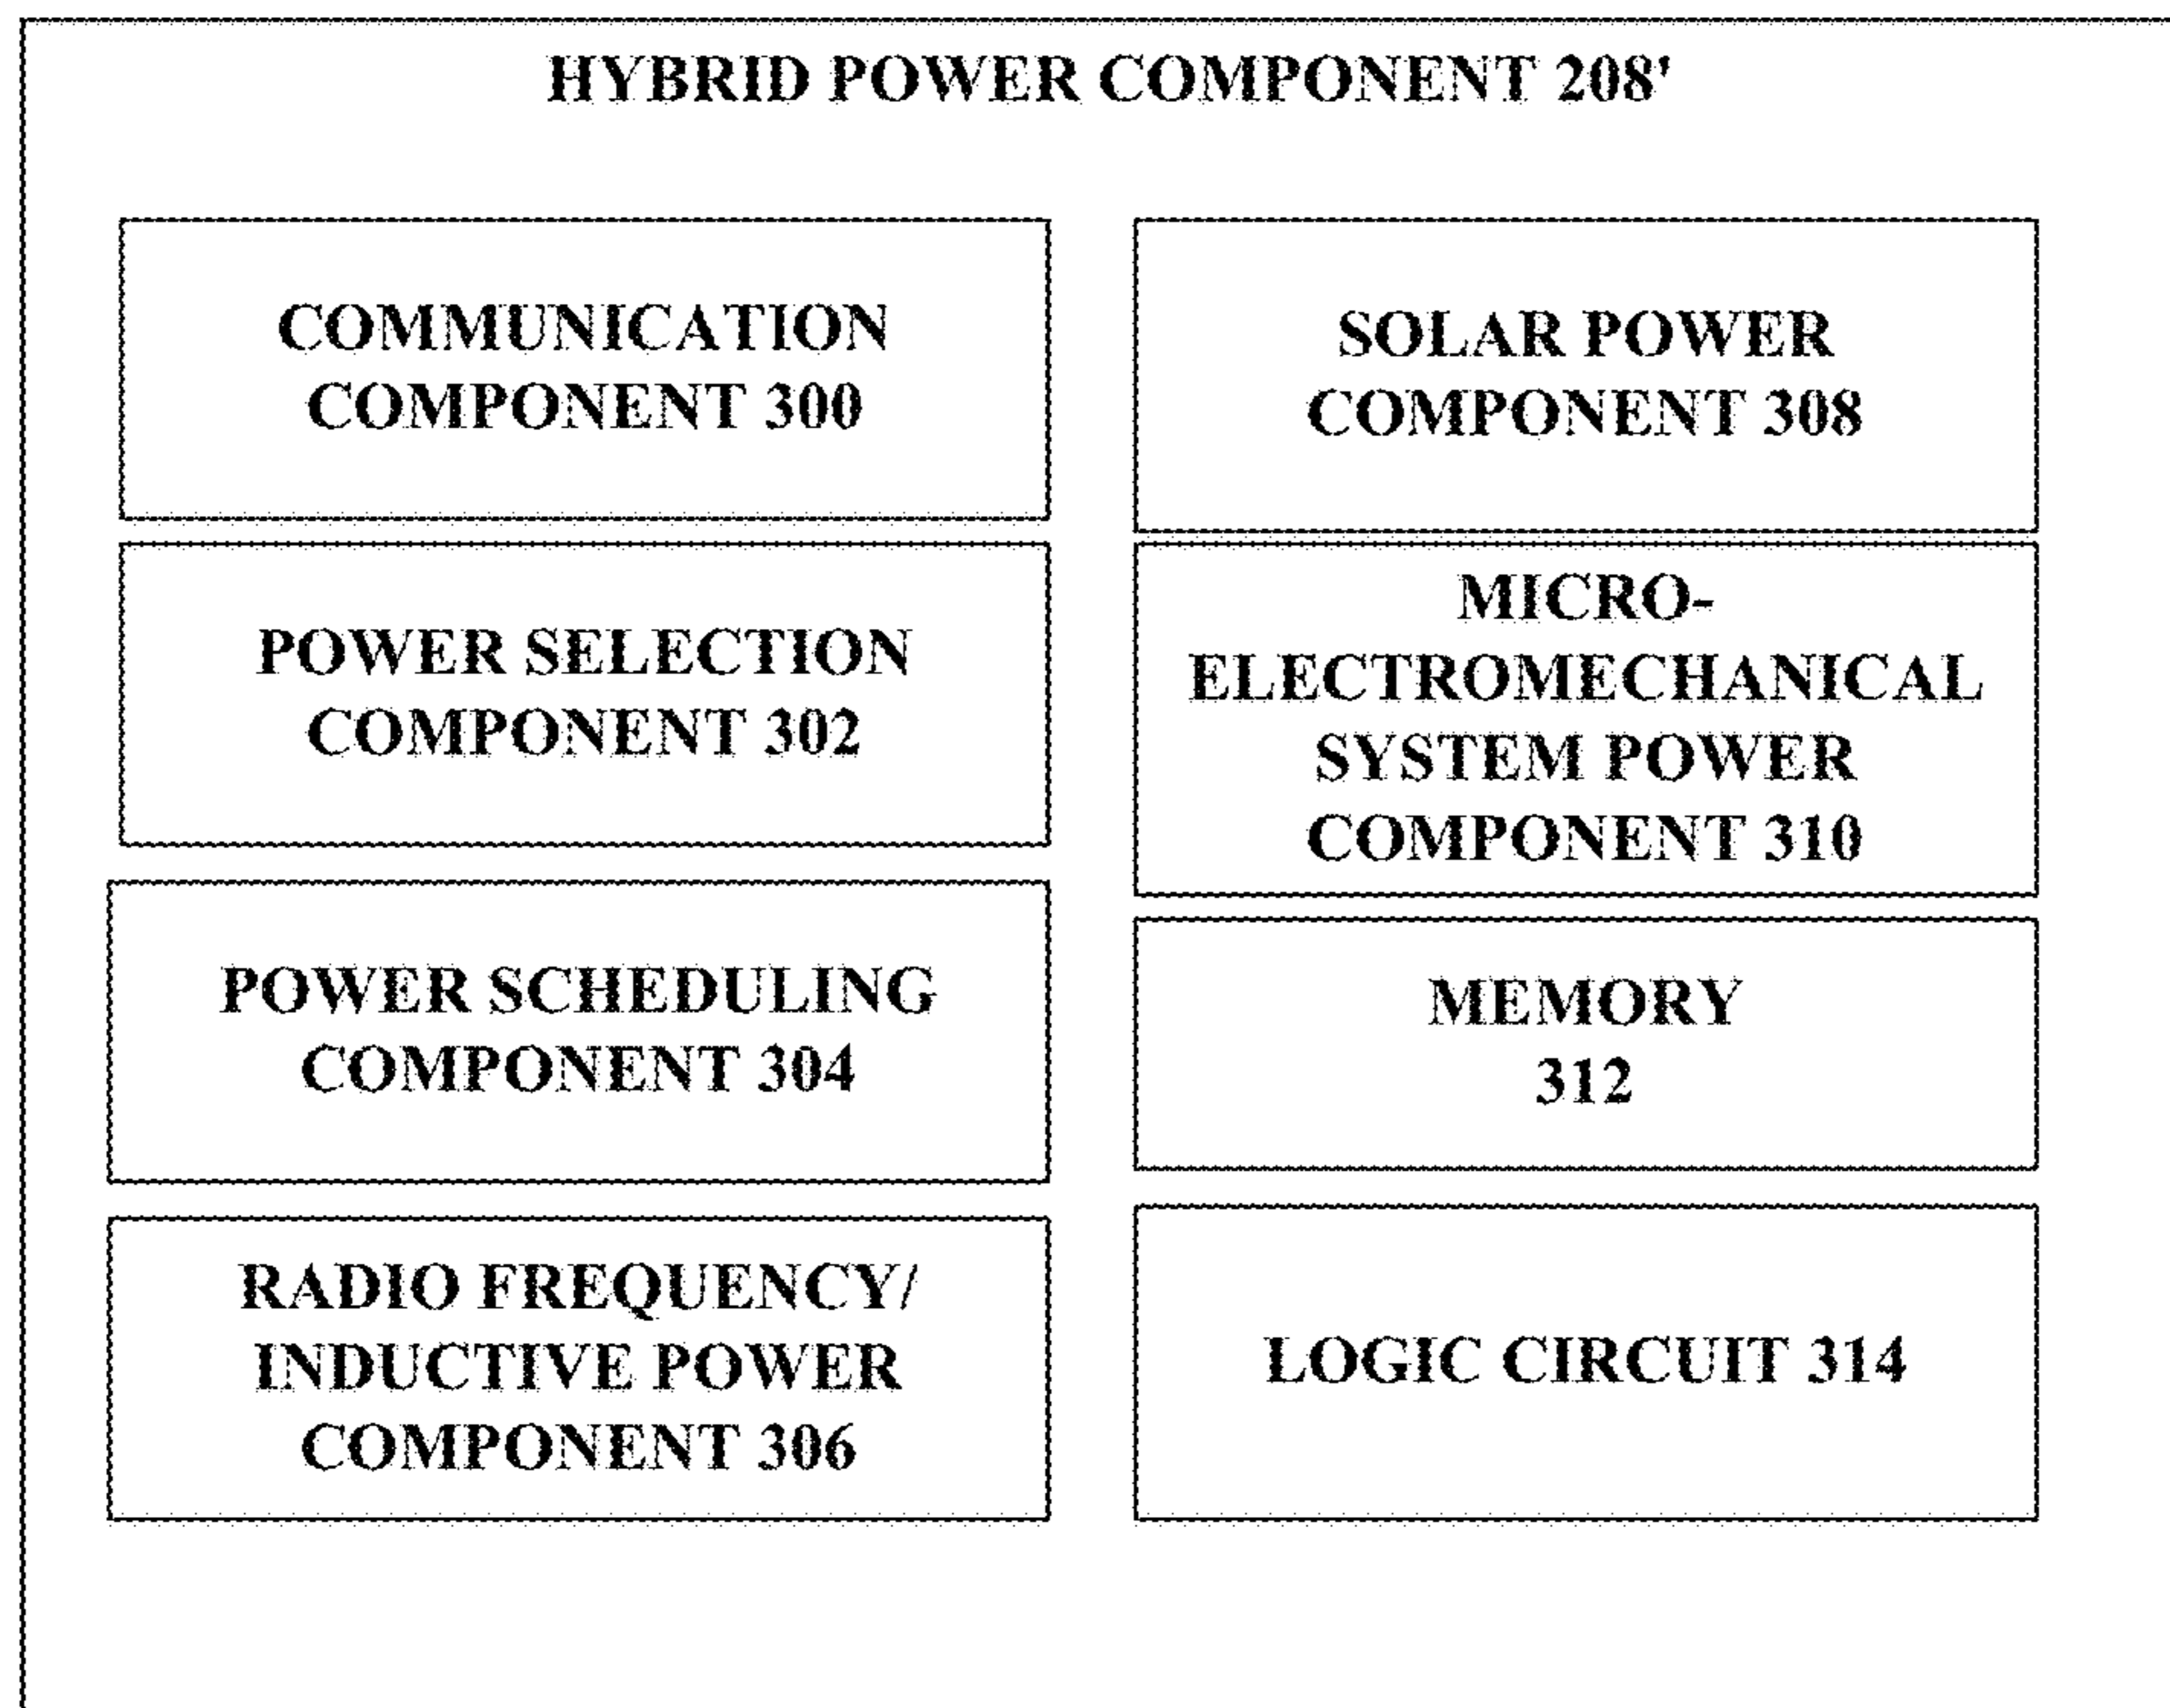 HYBRID POWER COMPONENT 208'
COMMUNICATION
COMPONENT 300
POWER SELECTION
COMPONENT 302
POWER SCHEDULING
COMPONENT 304
RADIO FREQUENCY/
INDUCTIVE POWER
COMPONENT 306
SOLAR POWER
COMPONENT 308
MICRO-
ELECTROMECHANICAL
SYSTEM POWER
COMPONENT 310
MEMORY
312
LOGIC CIRCUIT 314